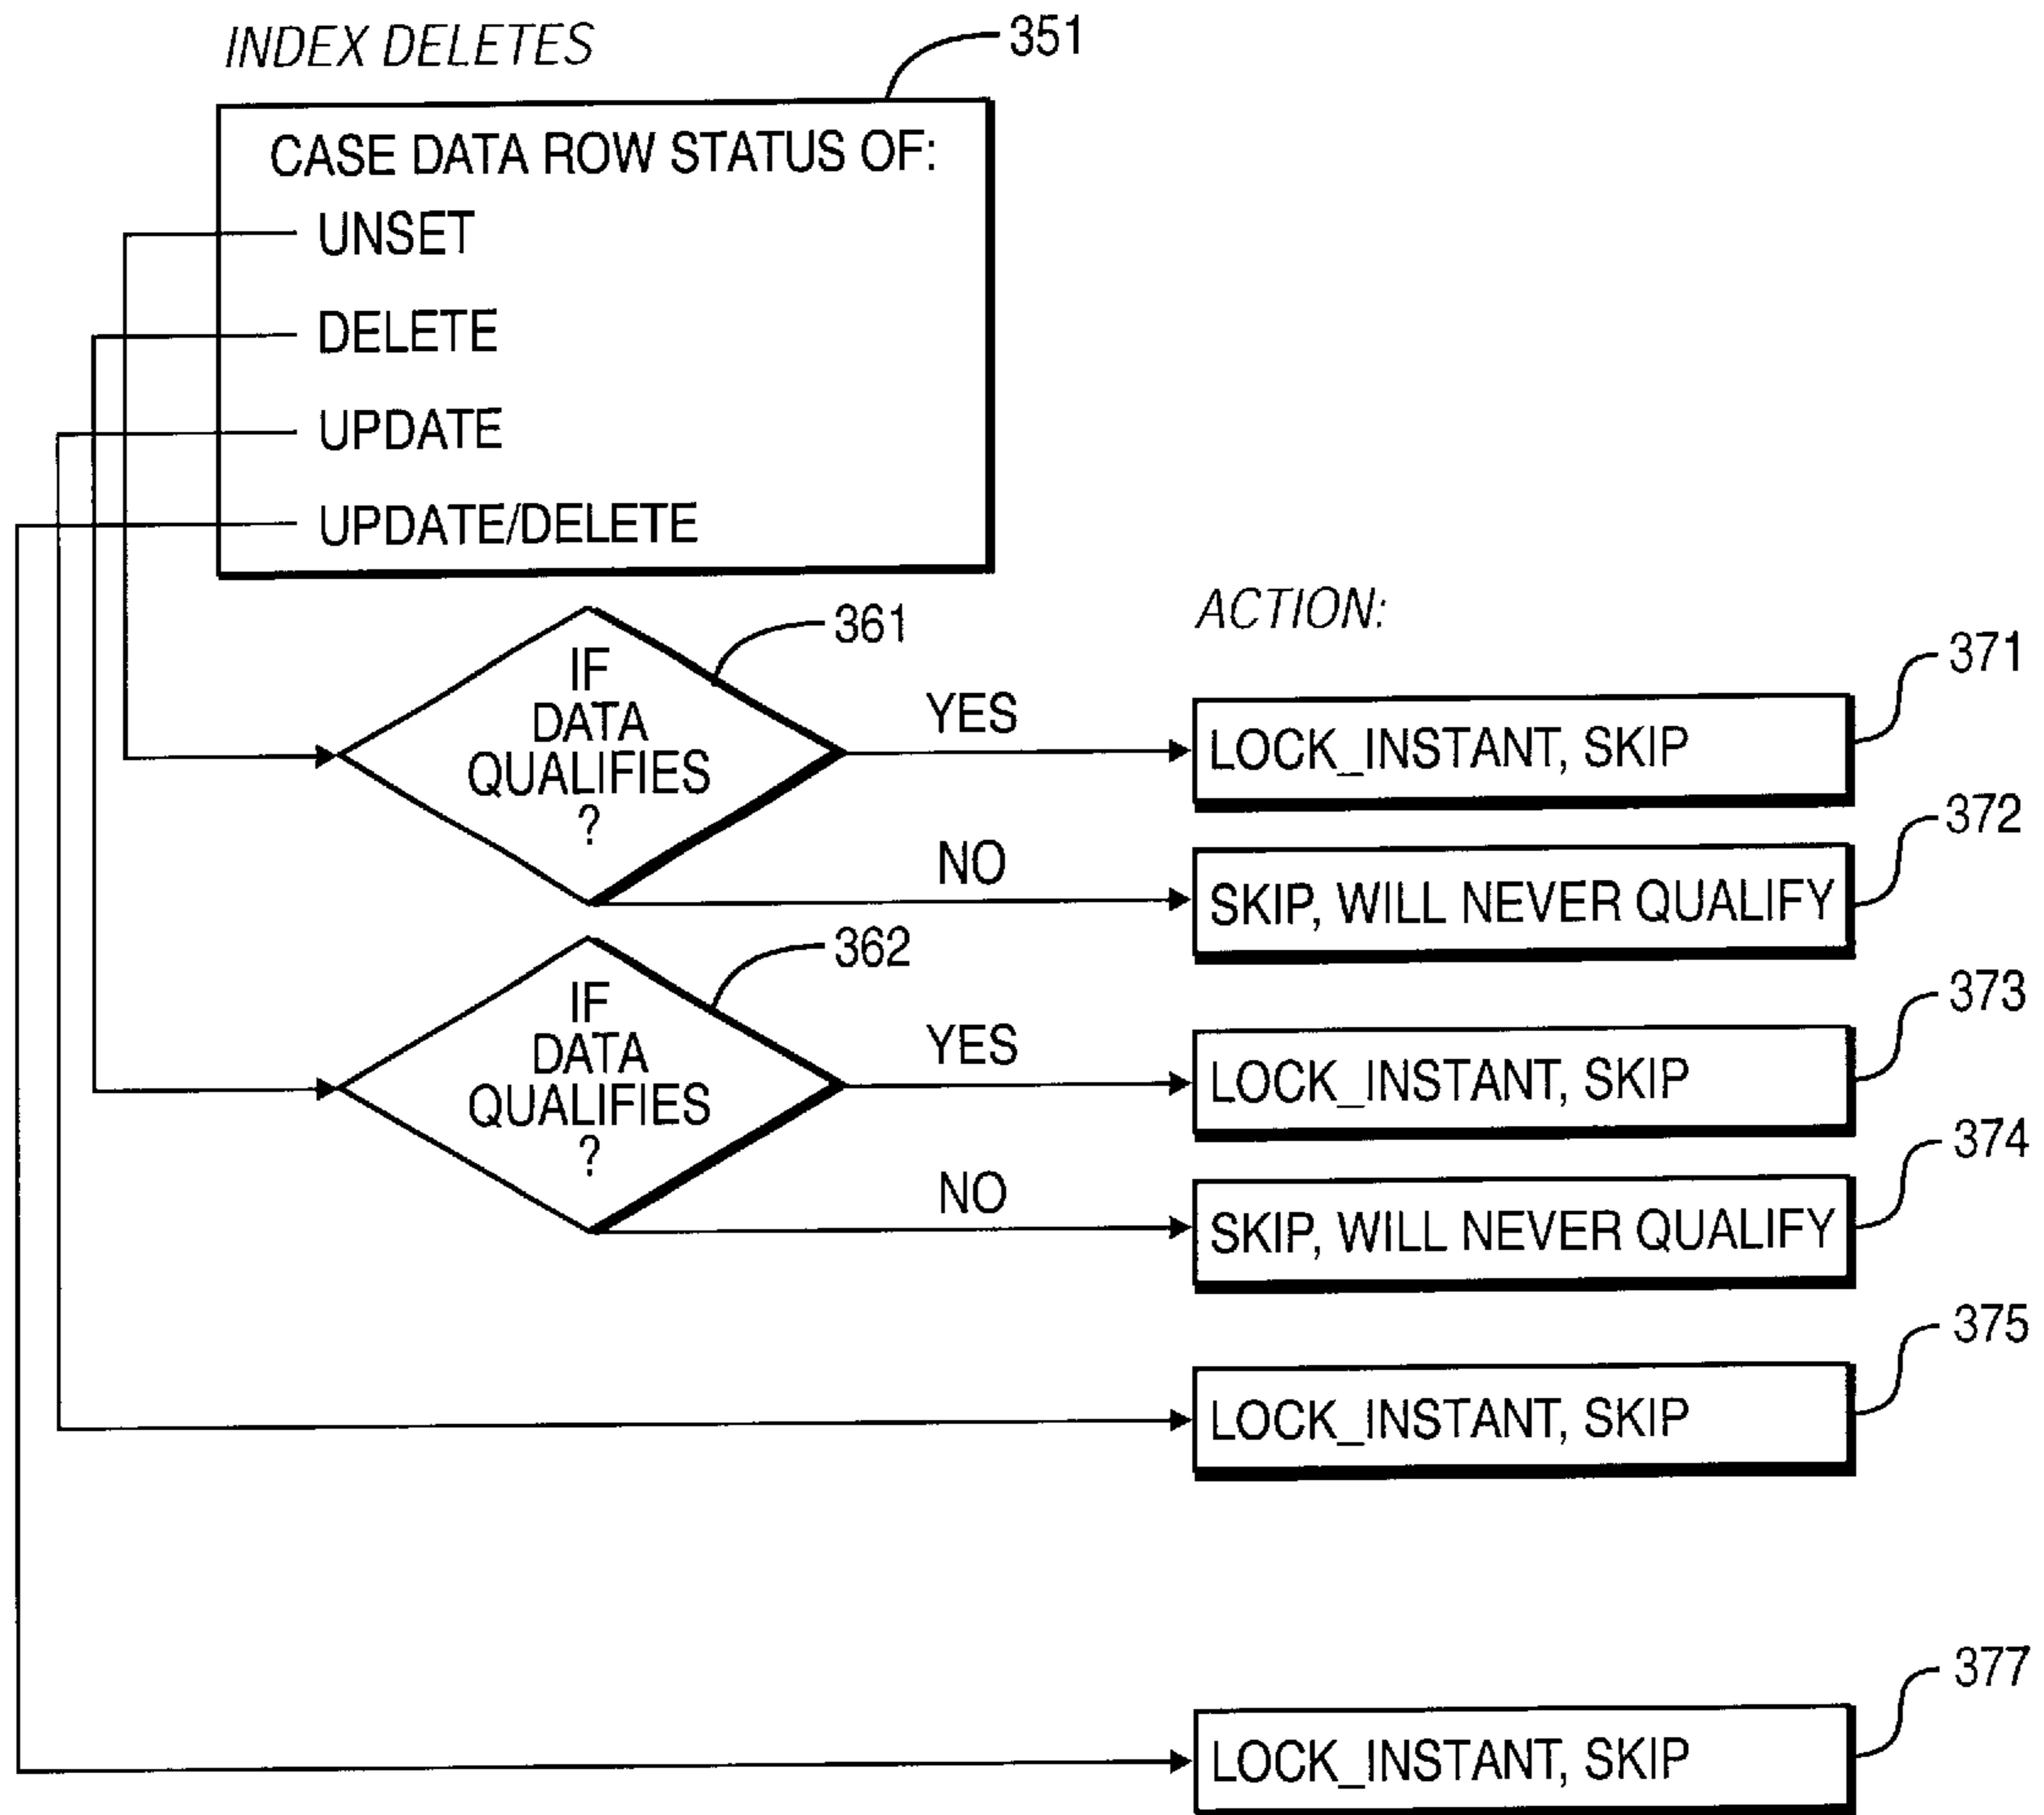 INDEX DELETES
351
CASE DATA ROW STATUS OF:
UNSET
DELETE
UPDATE
UPDATE/DELETE
ACTION:
361
IF
DATA
QUALIFIES
?
YES
LOCK_INSTANT, SKIP
371
NO
SKIP, WILL NEVER QUALIFY
372
362
IF
DATA
QUALIFIES
?
YES
LOCK_INSTANT, SKIP
373
NO
SKIP, WILL NEVER QUALIFY
374
LOCK_INSTANT, SKIP
375
LOCK_INSTANT, SKIP
377